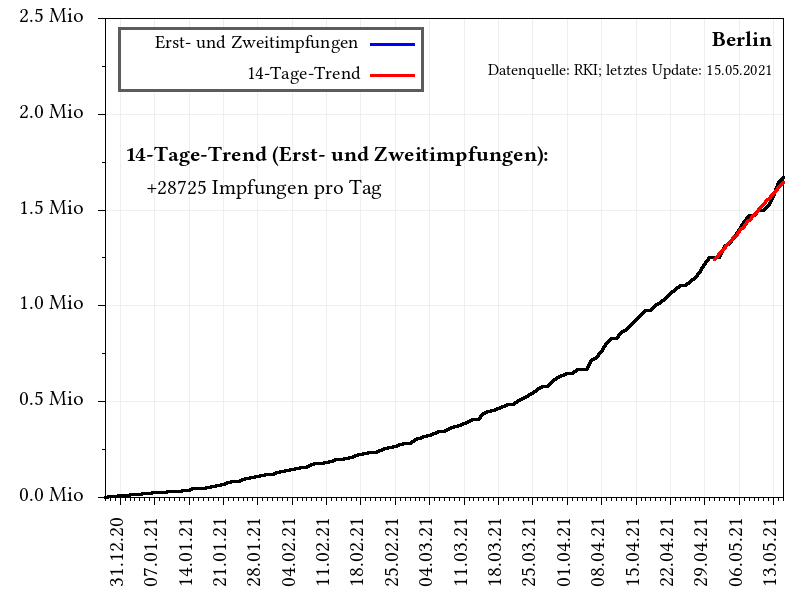 2.5 Mio
Erst- und Zweitimpfungen
14-Tage-Trend
Berlin
Datenquelle: RKI; letztes Update: 15.05.2021
2.0 Mio
14-Tage-Trend (Erst- und Zweitimpfungen):
+28725 Impfungen pro Tag
1.5 Mio
1.0 Mio
0.5 Mio
0.0 Mio
31.12.20
07.01.21
14.01.21
21.01.21
28.01.21
04.02.21
11.02.21
18.02.21
25.02.21
04.03.21
11.03.21
18.03.21
25.03.21
01.04.21
08.04.21
15.04.21
22.04.21
29.04.21
06.05.21
13.05.21